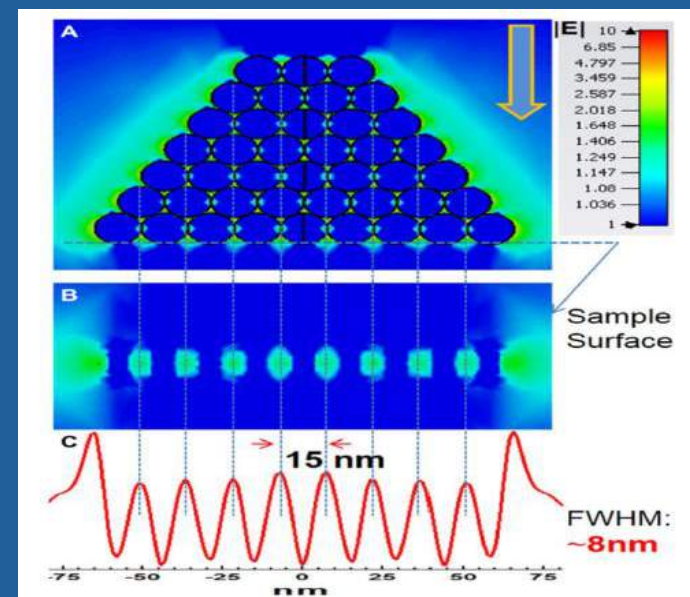 A
|E|
10
6.85
4.797
3.459
2.587
2.018
1.648
1.406
1.249
1.147
1.08
1.036
1
B
Sample
Surface
C
15 nm
FWHM:
~8nm
-75 -50 -25 0 25 50 75
nm